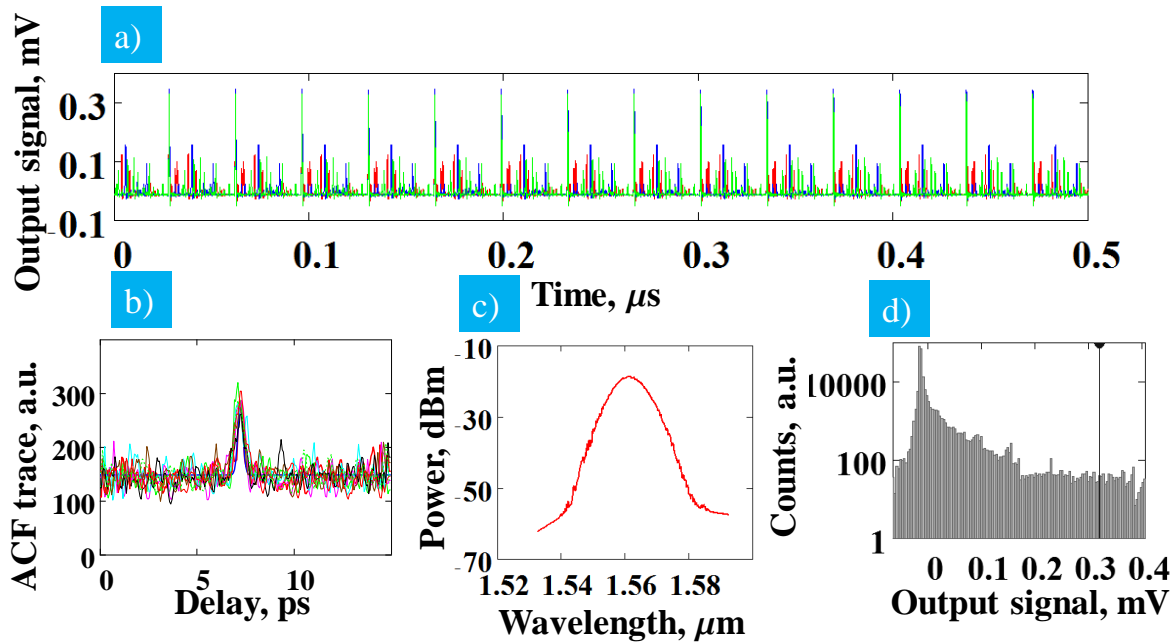 a)
Output signal, mV
0.3
0.1
-0.1
0 0.1 0.2 0.3 0.4 0.5
Time, μs
b)
ACF trace, a.u.
300
200
100
0
0 5 10
Delay, ps
c)
Power, dBm
-10
-30
-50
-70
1.52 1.54 1.56 1.58
Wavelength, μm
d)
Counts, a.u.
10000
100
1
0 0.1 0.2 0.3 0.4
Output signal, mV